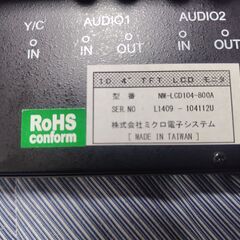 Y/C AUDIO1 AUDIO2
IN IN OUT IN OUT
RoHS
conform
10.4" TFT LCD モニタ
型番 NW-LCD104-800A
SER.NO L1409 - 104112U
株式会社ミクロ電子システム
[ MADE IN TAIWAN ]